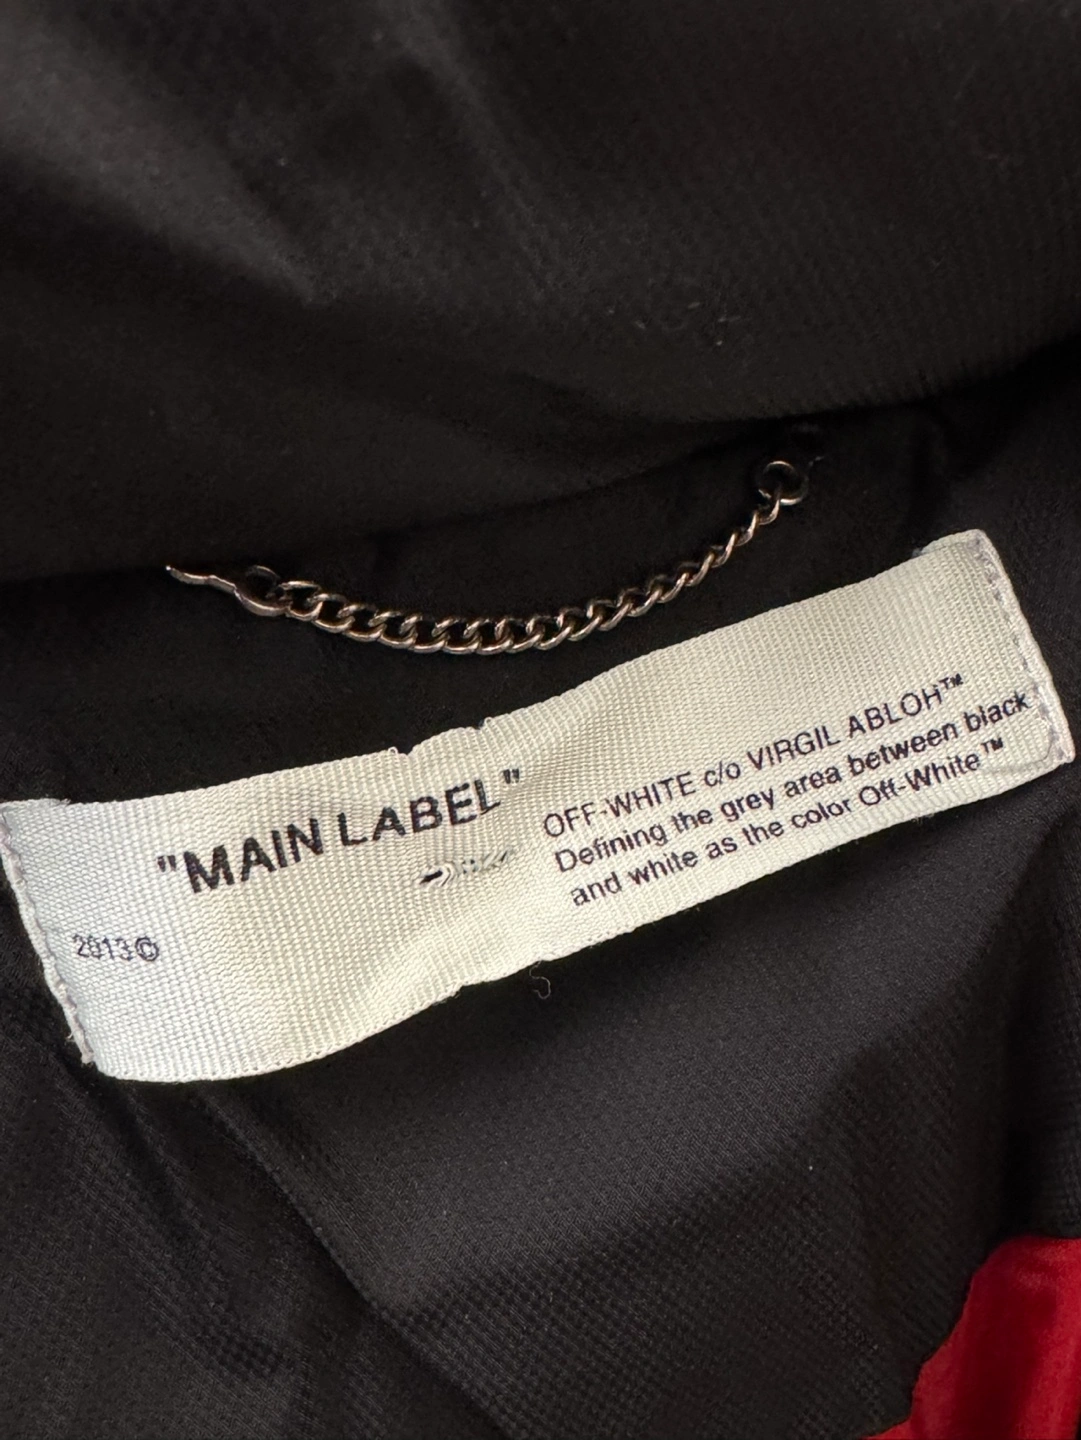 "MAIN LABEL"
2013©
OFF-WHITE c/o VIRGIL ABLOH™
Defining the grey area between black
and white as the color Off-White™